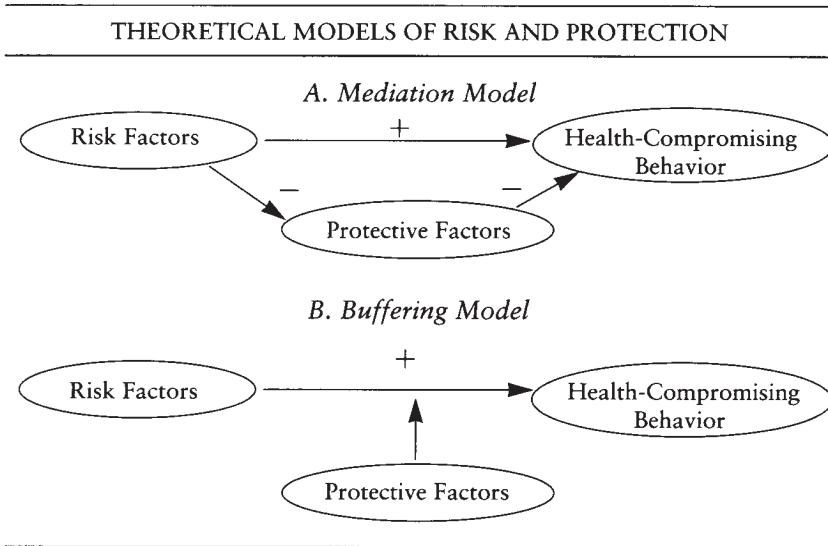 THEORETICAL MODELS OF RISK AND PROTECTION
A. Mediation Model
Risk Factors
+
Health-Compromising
Behavior
–
–
Protective Factors
B. Buffering Model
+
Risk Factors
Health-Compromising
Behavior
Protective Factors